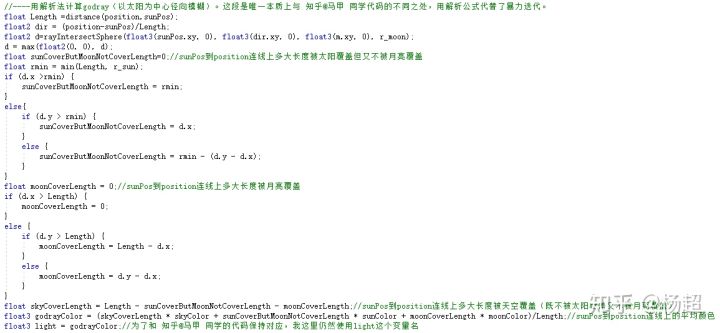 //----用解析法计算godray（以太阳为中心径向模糊）。这段是唯一本质上与 知乎@马甲 同学代码的不同之处，用解析公式代替了暴力迭代。
float Length =distance(position,sunPos);
float2 dir = (position-sunPos)/Length;
float2 d=rayIntersectSphere(float3(sunPos.xy, 0), float3(dir.xy, 0), float3(m.xy, 0), r_moon);
d = max(float2(0, 0), d);
float sunCoverButMoonNotCoverLength=0;//sunPos到position连线上多大长度被太阳覆盖但又不被月亮覆盖
float rmin = min(Length, r_sun);
if (d.x >rmin) {
sunCoverButMoonNotCoverLength = rmin;
}
else{
if (d.y > rmin) {
sunCoverButMoonNotCoverLength = d.x;
}
else {
sunCoverButMoonNotCoverLength = rmin - (d.y - d.x);
}
}
float moonCoverLength = 0;//sunPos到position连线上多大长度被月亮覆盖
if (d.x > Length) {
moonCoverLength = 0;
}
else {
if (d.y > Length) {
moonCoverLength = Length - d.x;
}
else {
moonCoverLength = d.y - d.x;
}
}
float skyCoverLength = Length - sunCoverButMoonNotCoverLength - moonCoverLength;//sunPos到position连线上多大长度被天空覆盖（既不被太阳
float3 godrayColor = (skyCoverLength * skyColor + sunCoverButMoonNotCoverLength * sunColor + moonCoverLength * moonColor)/Length;//sunPos到position连线上的平均颜色
float3 light = godrayColor;//为了和 知乎@马甲 同学的代码保持对应，我这里仍然使用light这个变量名
知乎 @杨超